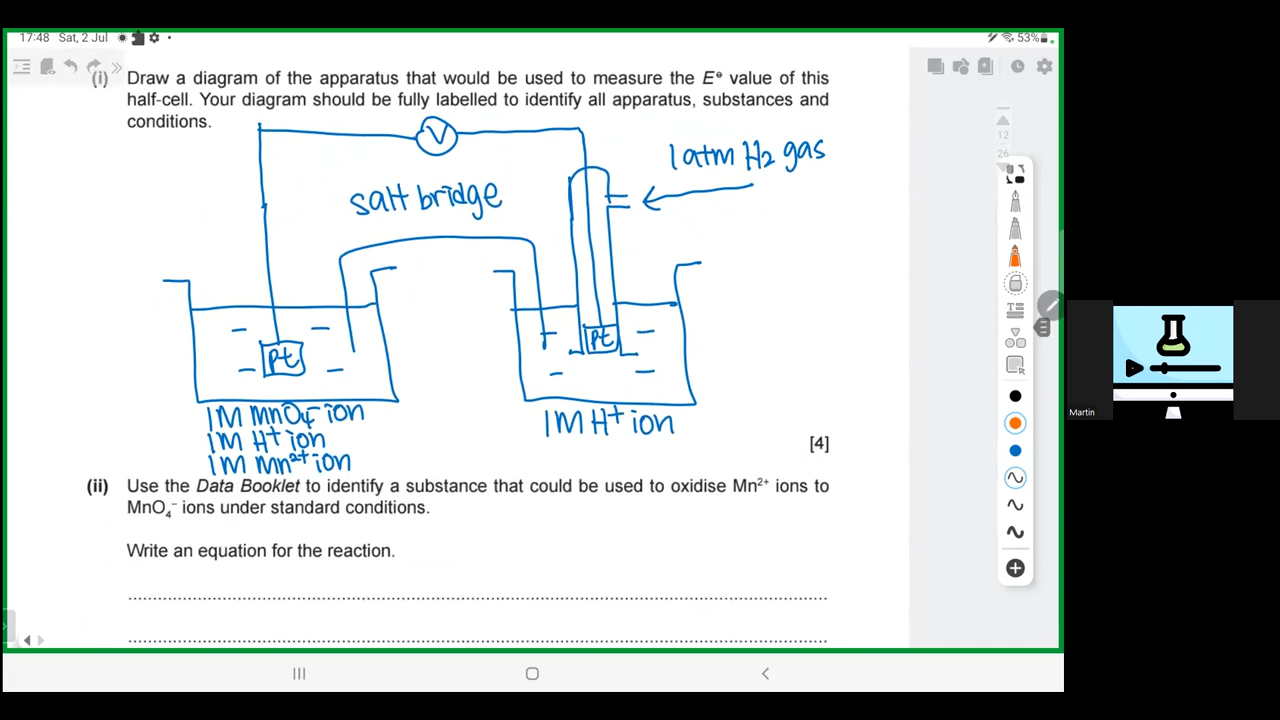 17:48 Sat, 2 Jul
53%
(i) Draw a diagram of the apparatus that would be used to measure the E⦵ value of this
half-cell. Your diagram should be fully labelled to identify all apparatus, substances and
conditions.
V
1 atm H₂ gas
salt bridge
12
26
Pt
Pt
1M MnO₄⁻ ion
1M H⁺ ion
1M H⁺ ion
1M Mn²⁺ ion
[4]
Martin
(ii) Use the Data Booklet to identify a substance that could be used to oxidise Mn²⁺ ions to
MnO₄⁻ ions under standard conditions.
Write an equation for the reaction.